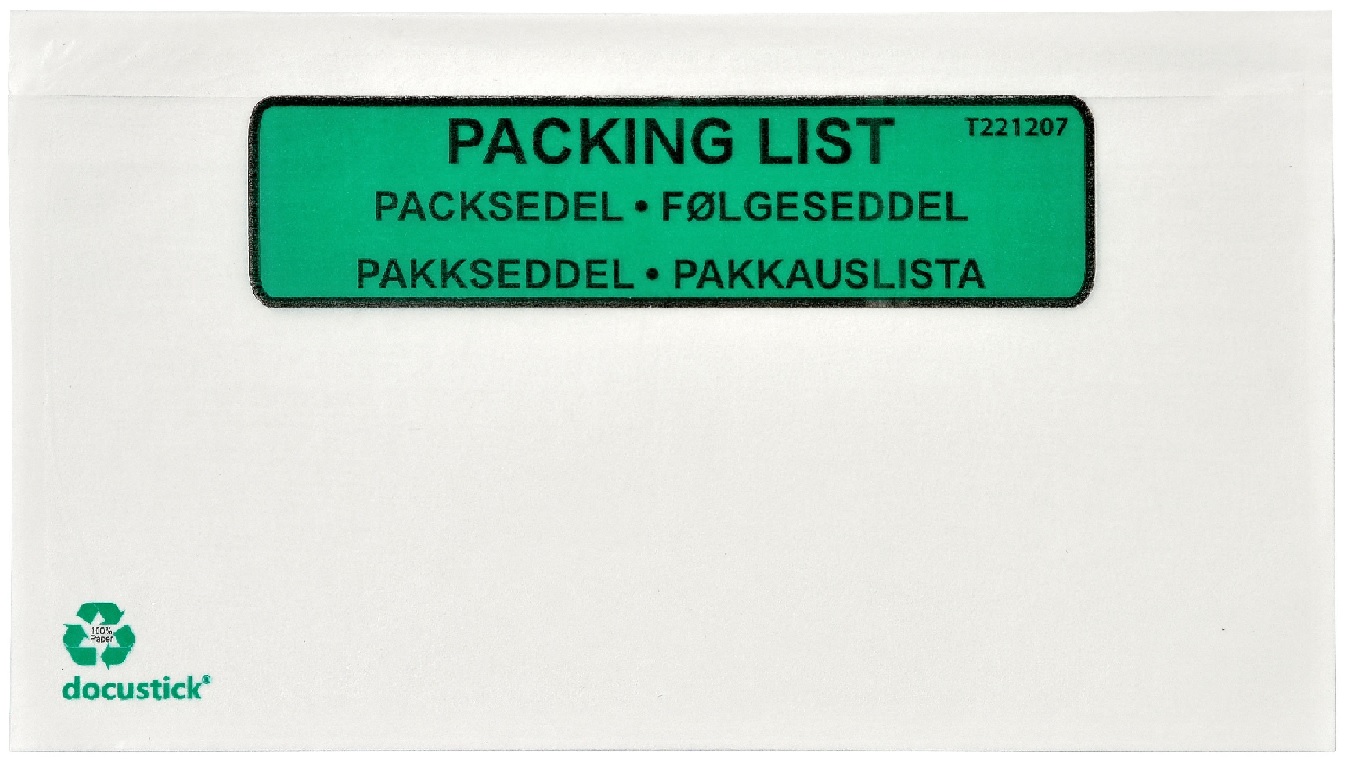 PACKING LIST
T221207
PACKSEDEL • FØLGESEDDEL
PAKKSEDDEL • PAKKAUSLISTA
100%
Paper
docustick®